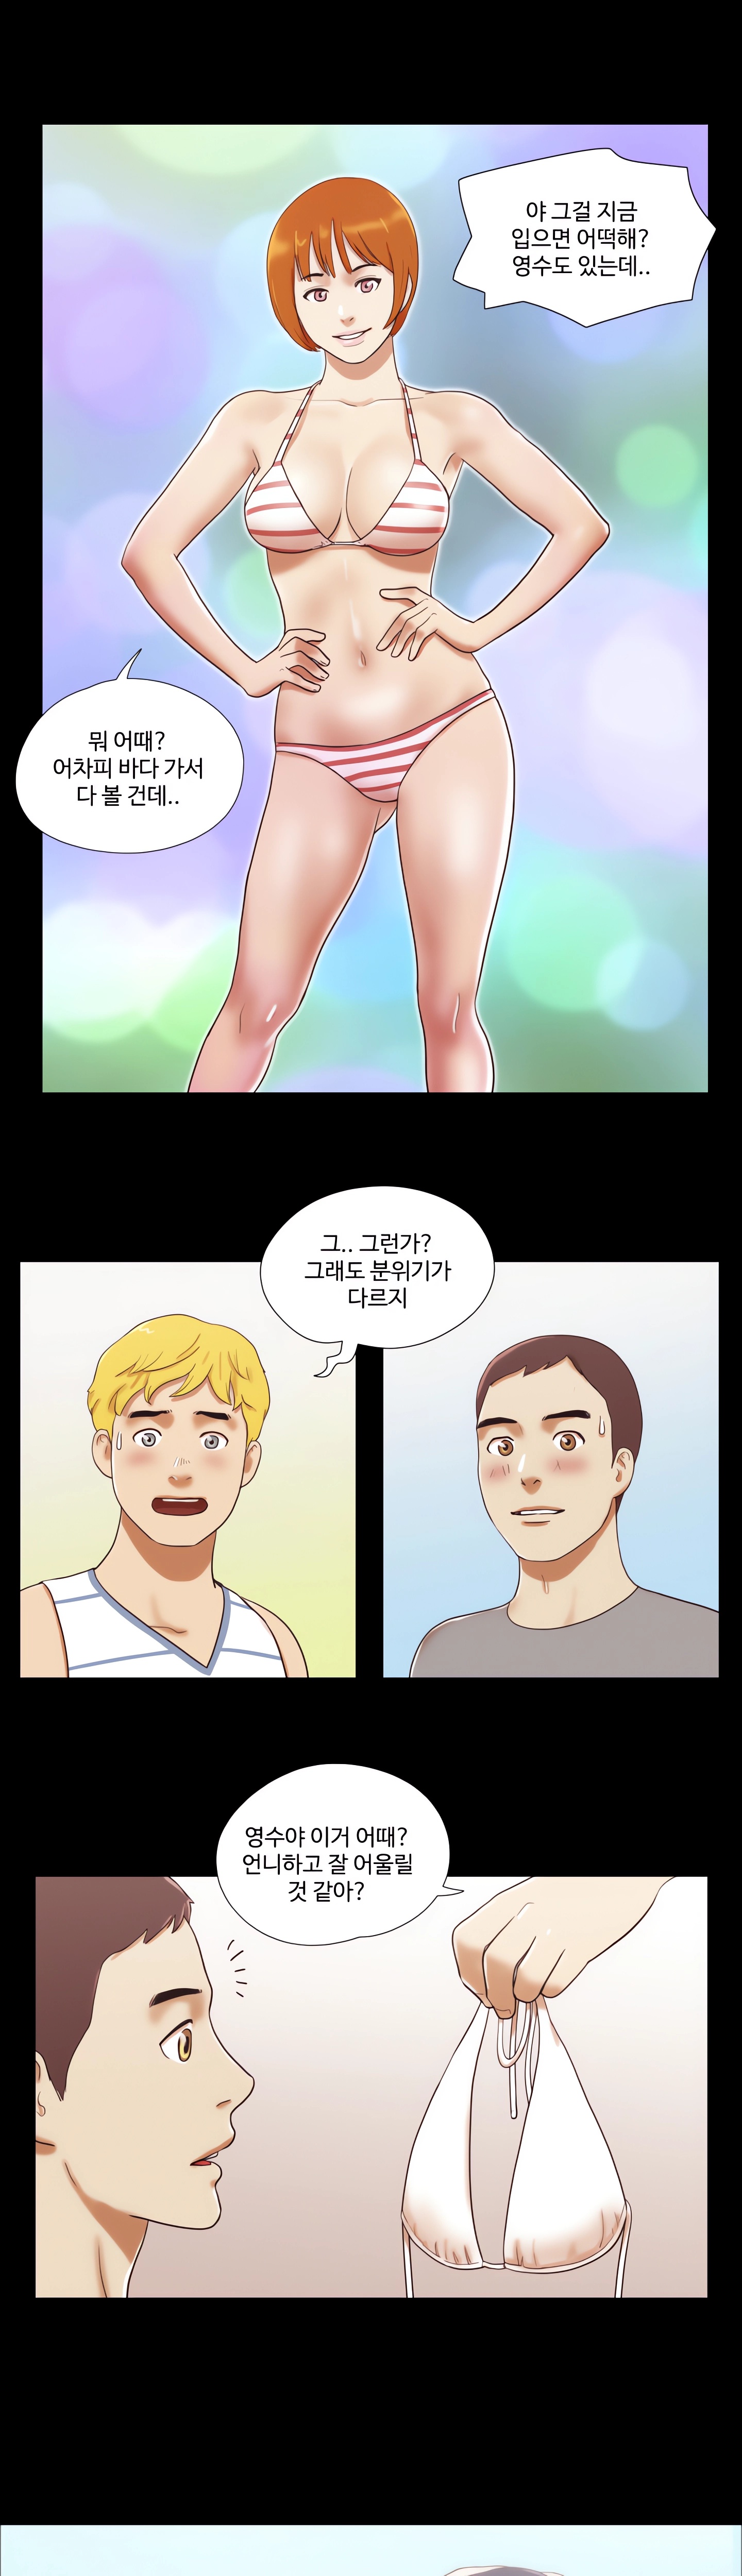 야 그걸 지금
입으면 어떡해?
영수도 있는데..
뭐 어때?
어차피 바다 가서
다 볼 건데..
그.. 그런가?
그래도 분위기가
다르지
영수야 이거 어때?
언니하고 잘 어울릴
것 같아?